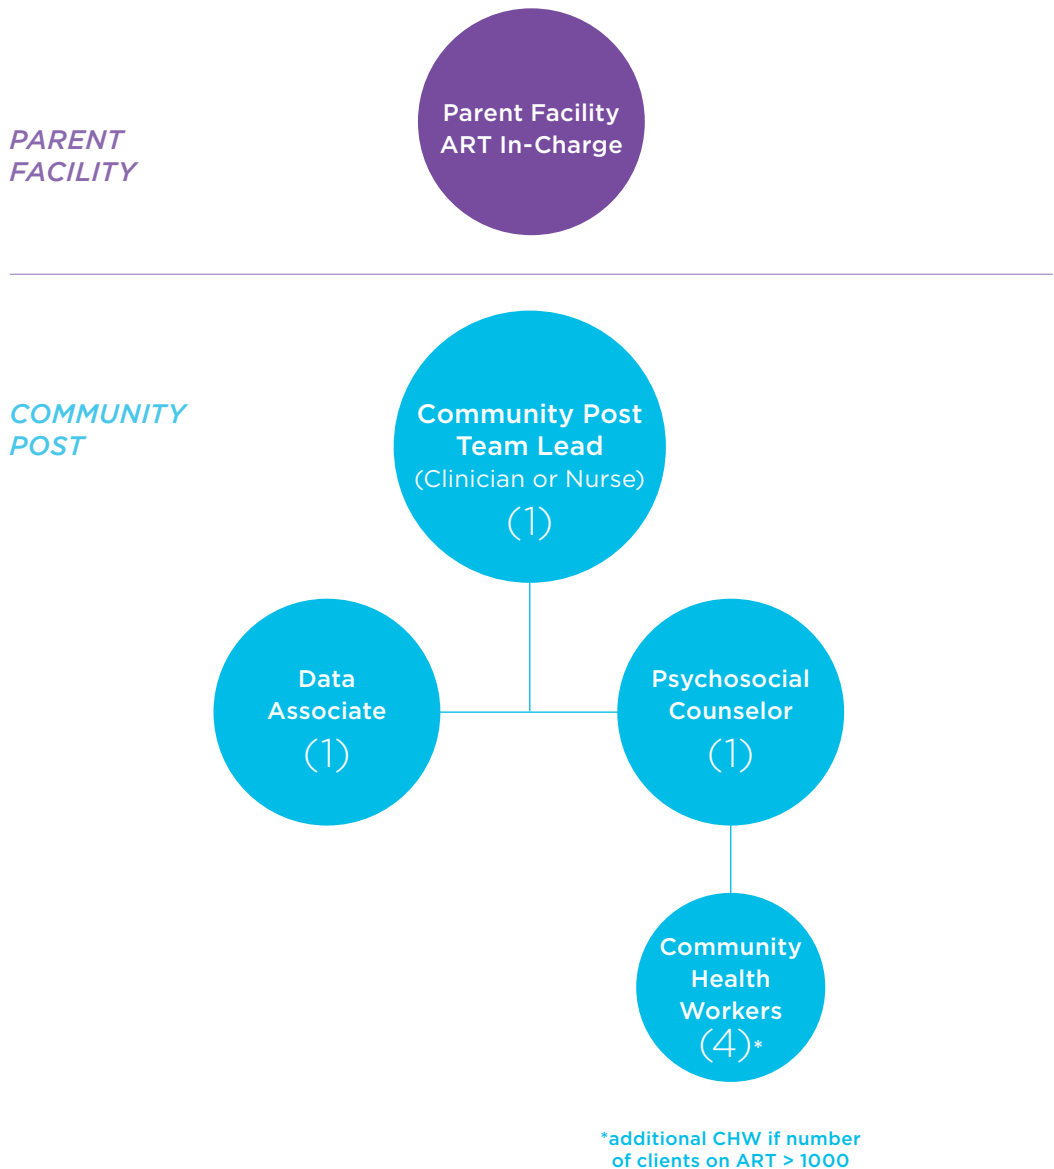 PARENT
FACILITY
Parent Facility
ART In-Charge
COMMUNITY
POST
Community Post
Team Lead
(Clinician or Nurse)
(1)
Data
Associate
(1)
Psychosocial
Counselor
(1)
Community
Health
Workers
(4)*
*additional CHW if number
of clients on ART > 1000